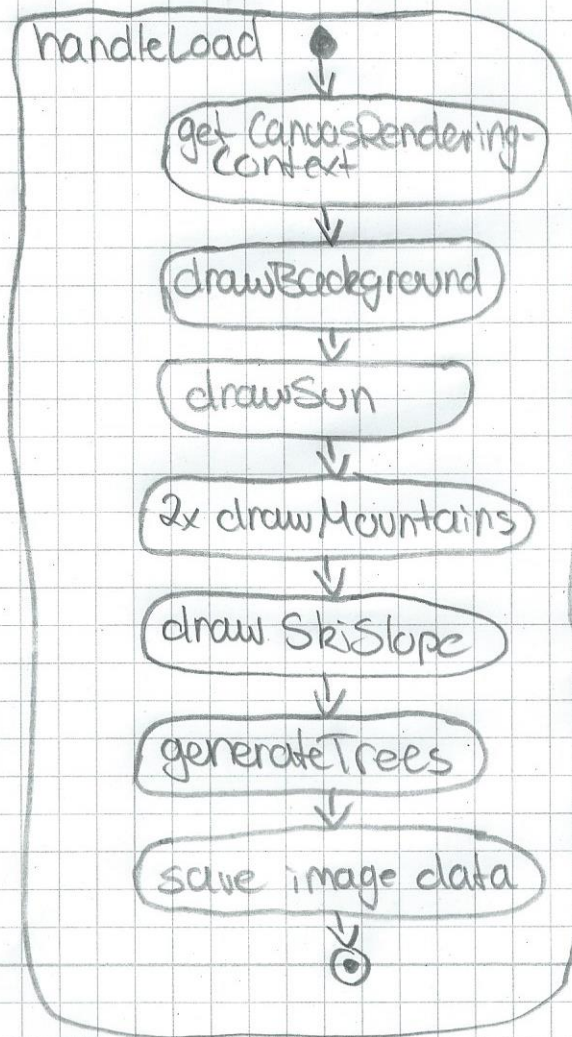 handleLoad
get CanvasRendering-
Context
drawBackground
drawSun
2x drawMountains
draw SkiSlope
generateTrees
save image data